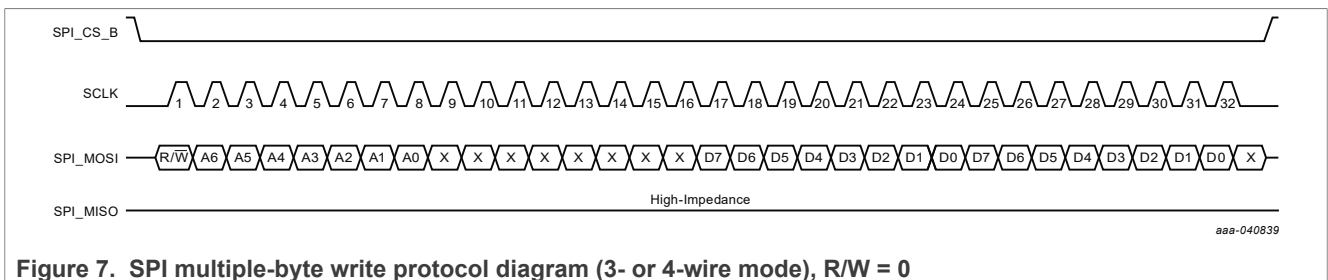 SPI_CS_B
SCLK 1 2 3 4 5 6 7 8 9 10 11 12 13 14 15 16 17 18 19 20 21 22 23 24 25 26 27 28 29 30 31 32
SPI_MOSI R/W̅ A6 A5 A4 A3 A2 A1 A0 X X X X X X X X D7 D6 D5 D4 D3 D2 D1 D0 D7 D6 D5 D4 D3 D2 D1 D0 X
High-Impedance
SPI_MISO
aaa-040839
Figure 7. SPI multiple-byte write protocol diagram (3- or 4-wire mode), R/W = 0